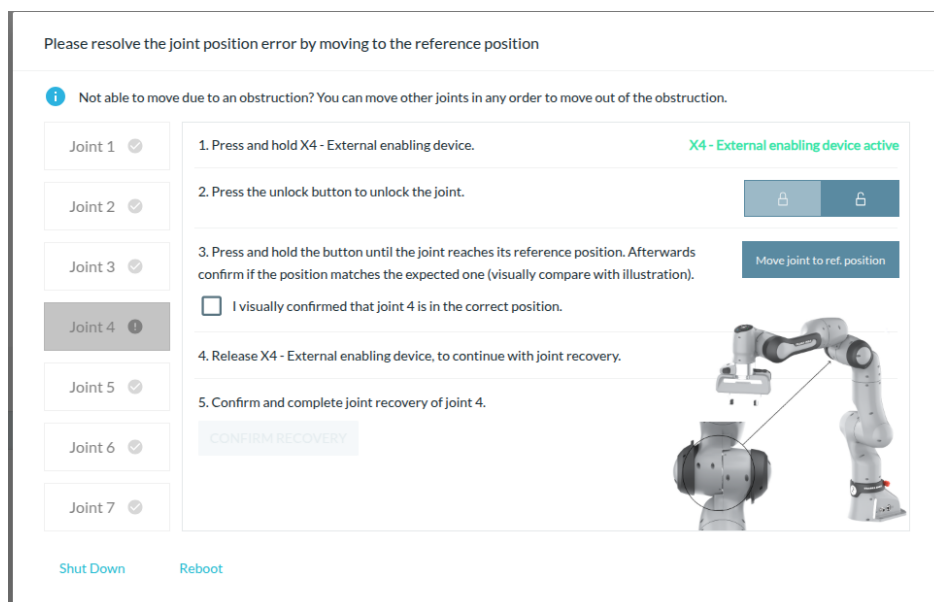 Please resolve the joint position error by moving to the reference position
Not able to move due to an obstruction? You can move other joints in any order to move out of the obstruction.
Joint 1
Joint 2
Joint 3
Joint 4
Joint 5
Joint 6
Joint 7
1. Press and hold X4 - External enabling device.
X4 - External enabling device active
2. Press the unlock button to unlock the joint.
3. Press and hold the button until the joint reaches its reference position. Afterwards
confirm if the position matches the expected one (visually compare with illustration).
Move joint to ref. position
I visually confirmed that joint 4 is in the correct position.
4. Release X4 - External enabling device, to continue with joint recovery.
5. Confirm and complete joint recovery of joint 4.
CONFIRM RECOVERY
Shut Down
Reboot